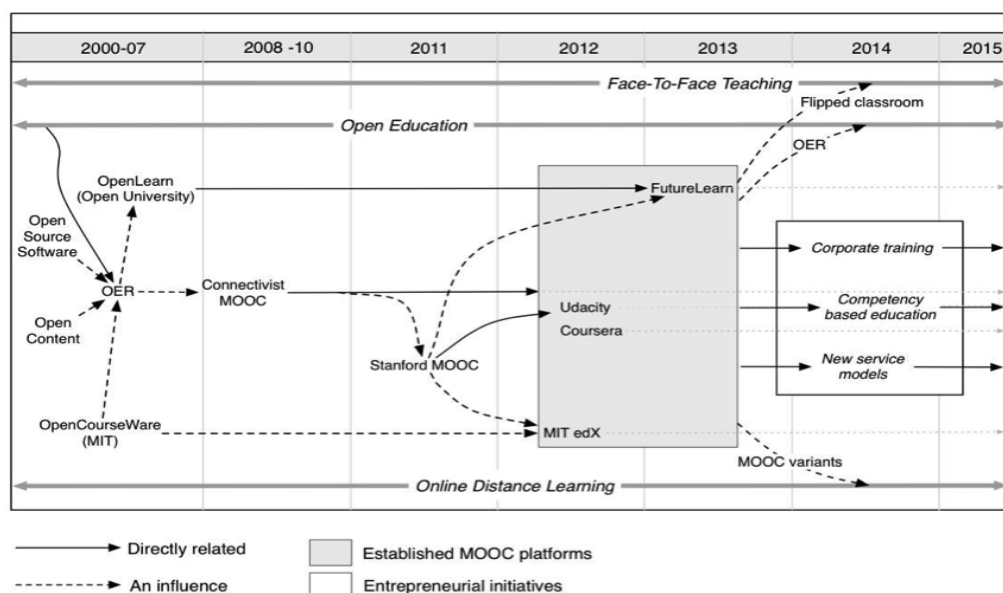 2000-07 2008 -10 2011 2012 2013 2014 2015
Face-To-Face Teaching
Flipped classroom
Open Education
OER
OpenLearn
(Open University)
FutureLearn
Open
Source
Software
Corporate training
OER
Connectivist
MOOC
Udacity
Competency
based education
Open
Content
Coursera
Stanford MOOC
New service
models
OpenCourseWare
(MIT)
MIT edX
MOOC variants
Online Distance Learning
Directly related
Established MOOC platforms
An influence
Entrepreneurial initiatives